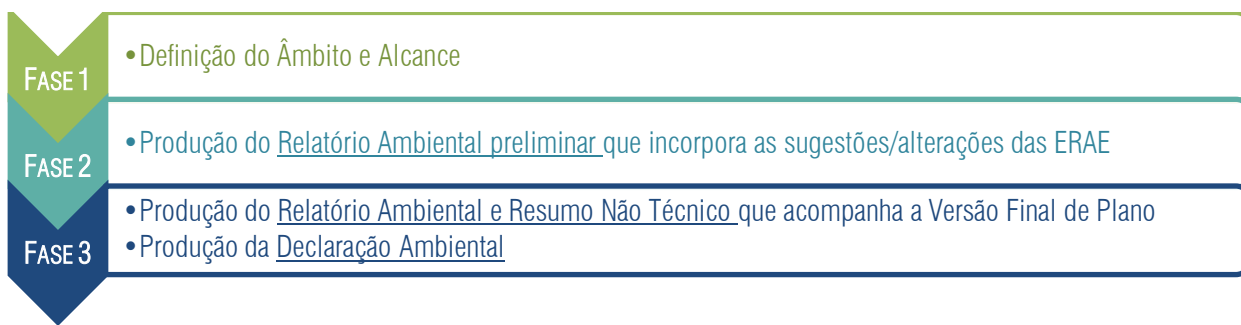 FASE 1
•Definição do Âmbito e Alcance
FASE 2
•Produção do Relatório Ambiental preliminar que incorpora as sugestões/alterações das ERAE
FASE 3
•Produção do Relatório Ambiental e Resumo Não Técnico que acompanha a Versão Final de Plano
•Produção da Declaração Ambiental